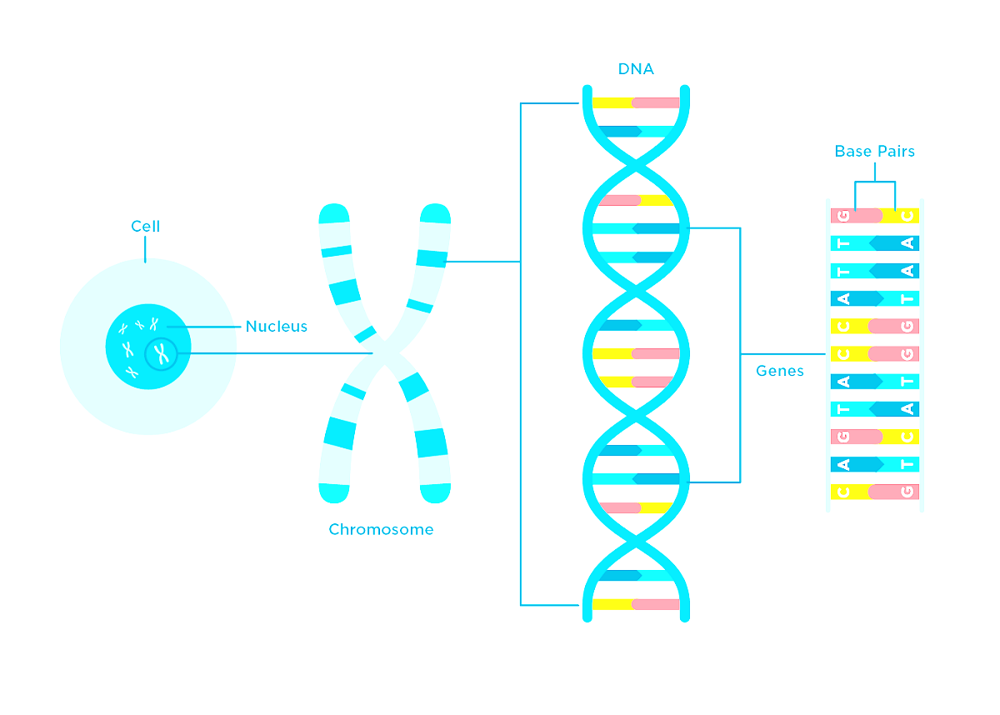 DNA
Base Pairs
Cell
Nucleus
Genes
Chromosome
G C
T A
T A
A T
C G
C G
A T
T A
G C
A T
C G